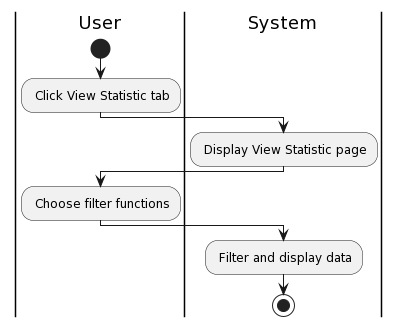 User
System
Click View Statistic tab
Display View Statistic page
Choose filter functions
Filter and display data